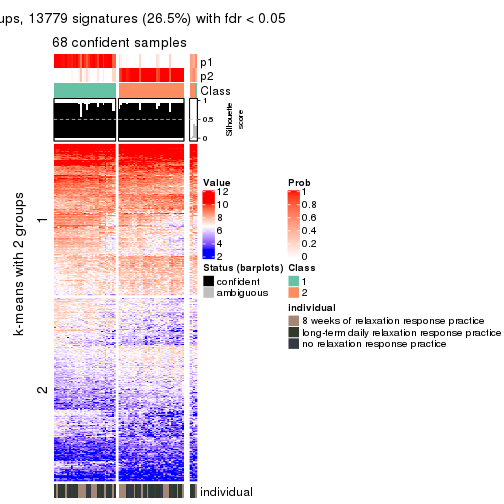 ups, 13779 signatures (26.5%) with fdr < 0.05
68 confident samples
p1
p2
Class
1
0.5
0
Silhouette
score
k-means with 2 groups
1
2
Value
12
10
8
6
4
2
Prob
1
0.8
0.6
0.4
0.2
0
Status (barplots)
confident
ambiguous
Class
1
2
individual
8 weeks of relaxation response practice
long-term daily relaxation response practice
no relaxation response practice
individual